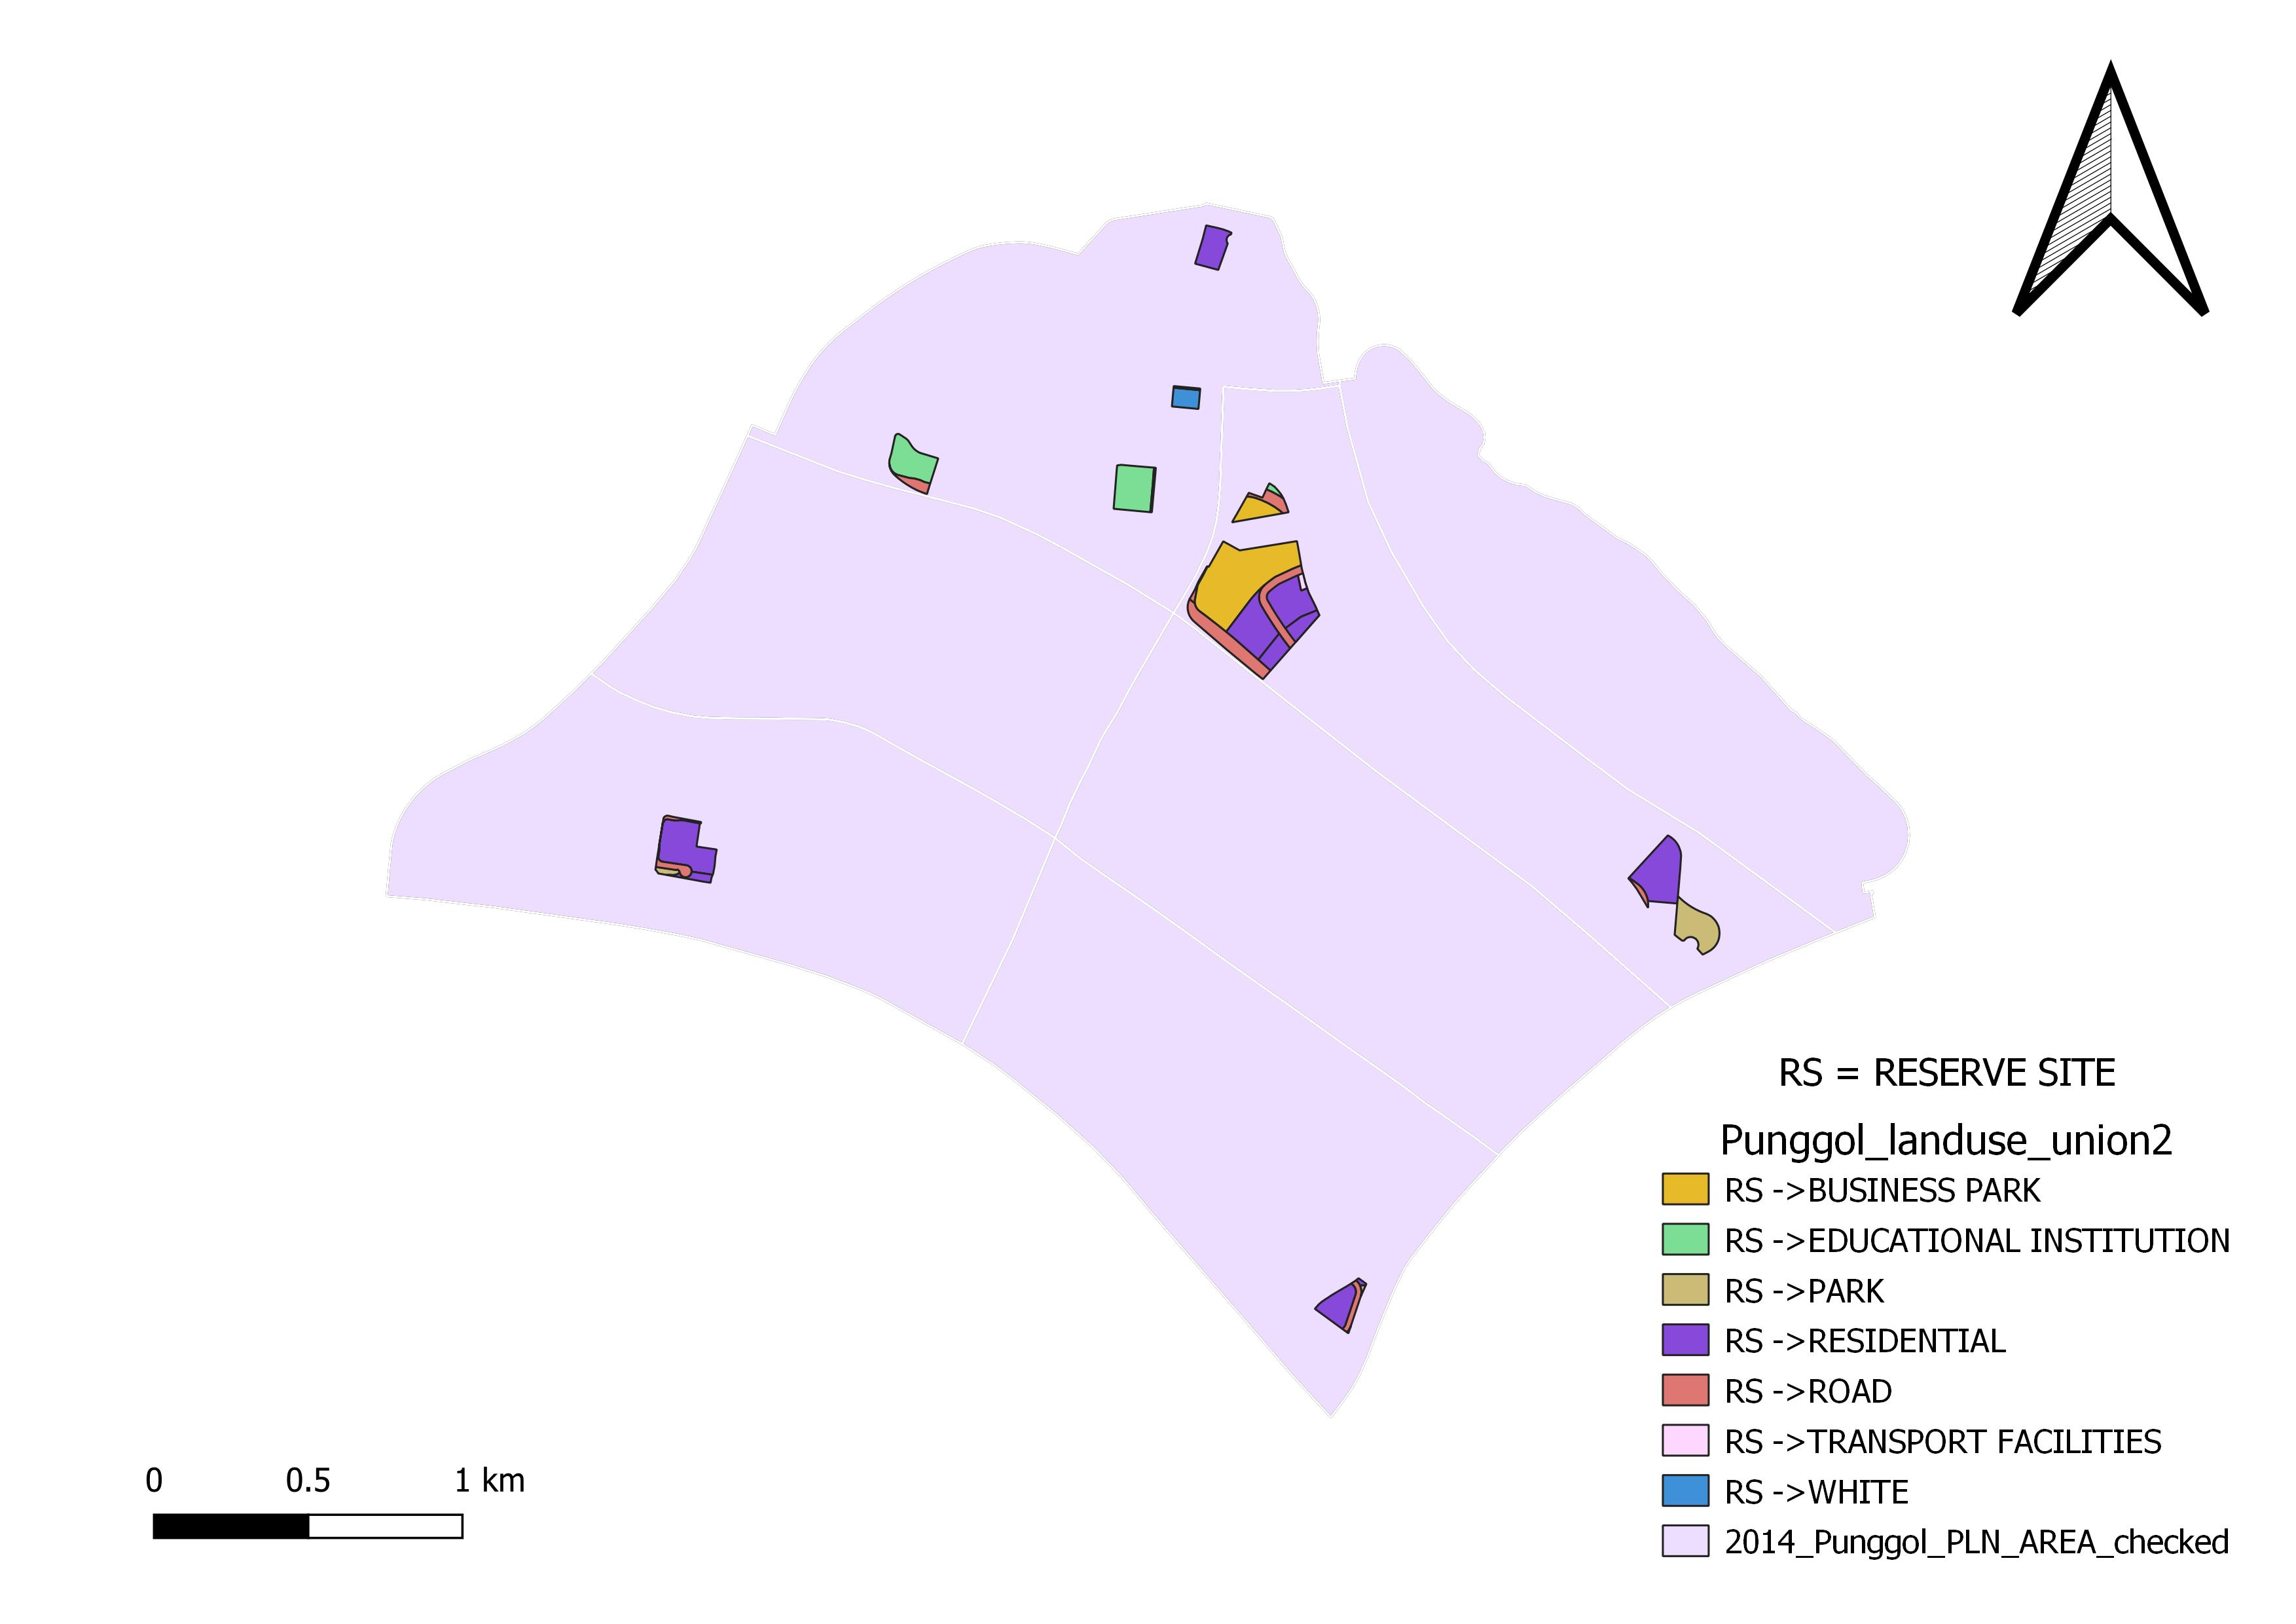 RS = RESERVE SITE
Punggol_landuse_union2
RS ->BUSINESS PARK
RS ->EDUCATIONAL INSTITUTION
RS ->PARK
RS ->RESIDENTIAL
RS ->ROAD
RS ->TRANSPORT FACILITIES
RS ->WHITE
2014_Punggol_PLN_AREA_checked
0 0.5 1 km